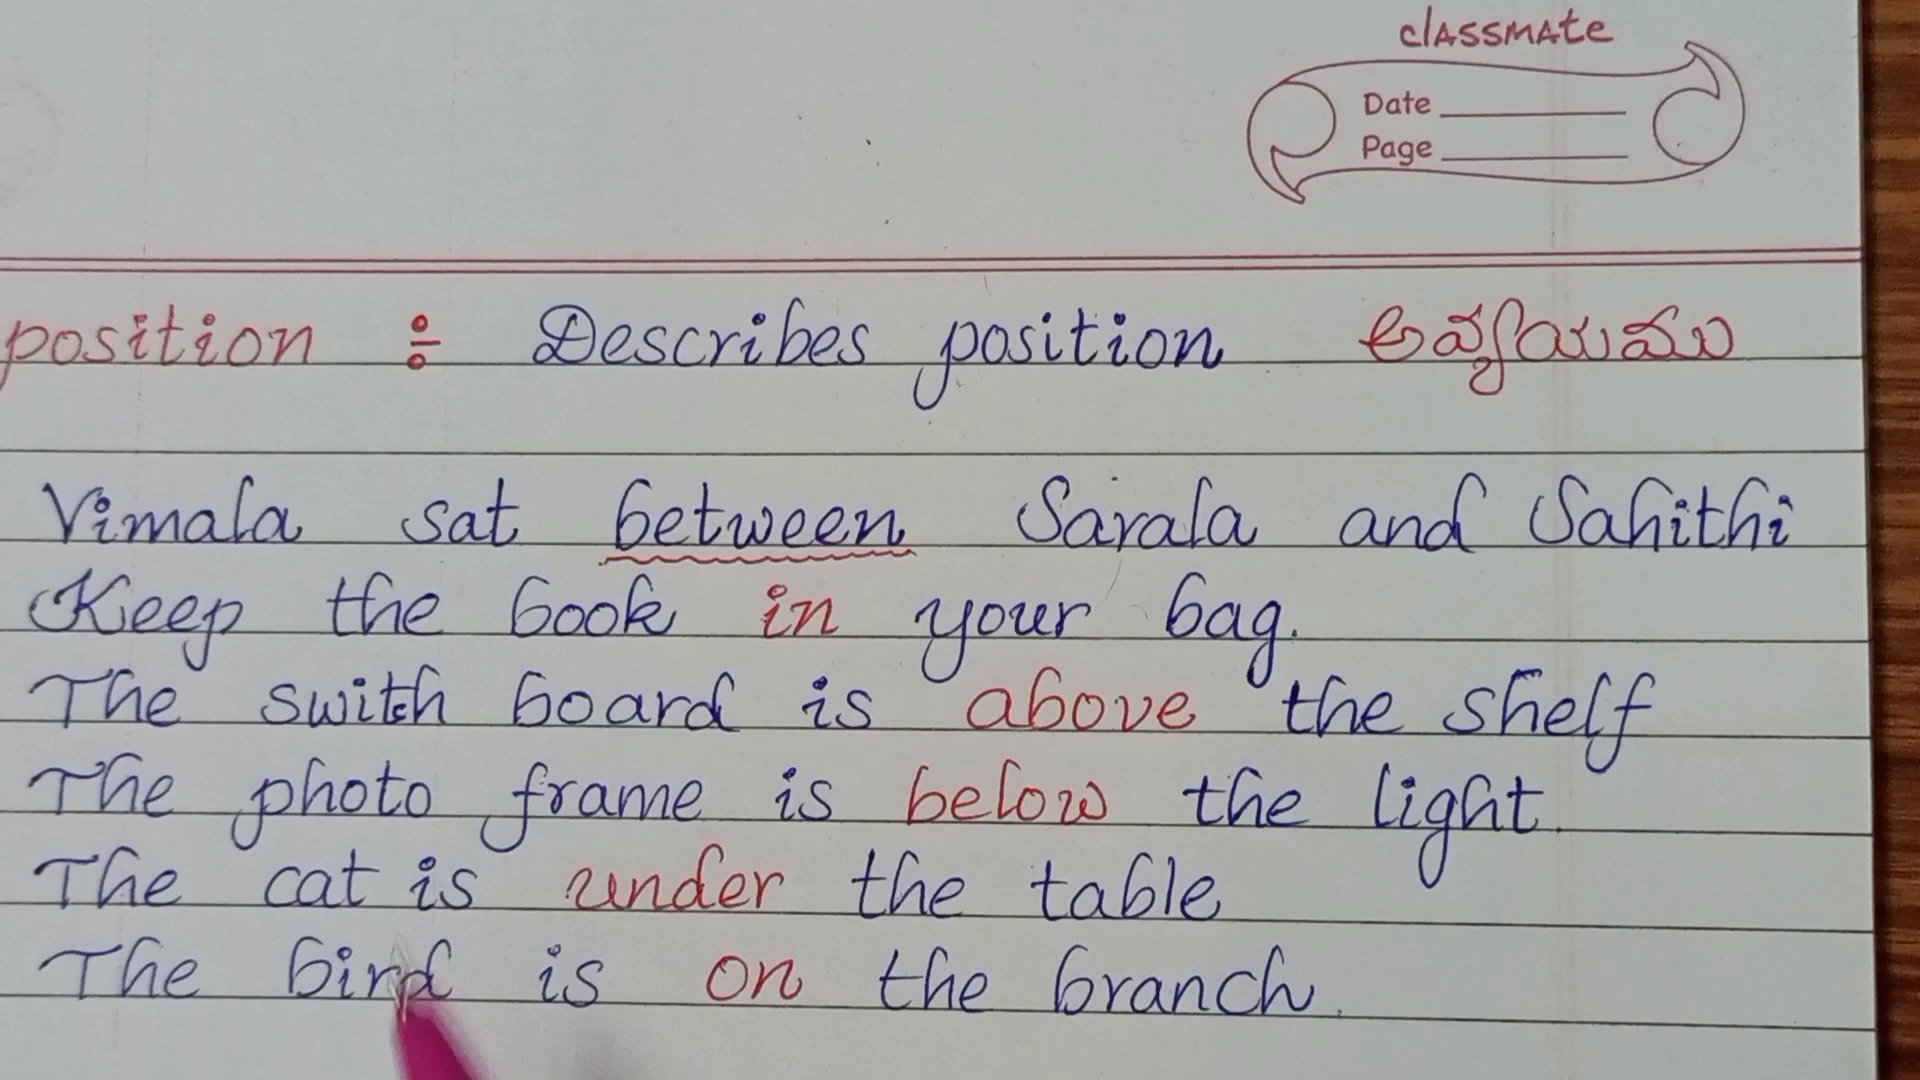 classmate
Date
Page
position ÷ Describes position అవ్యయము
Vimala sat between Sarala and Sahithi
Keep the book in your bag.
The swith board is above the shelf
The photo frame is below the light.
The cat is under the table
The bird is on the branch.